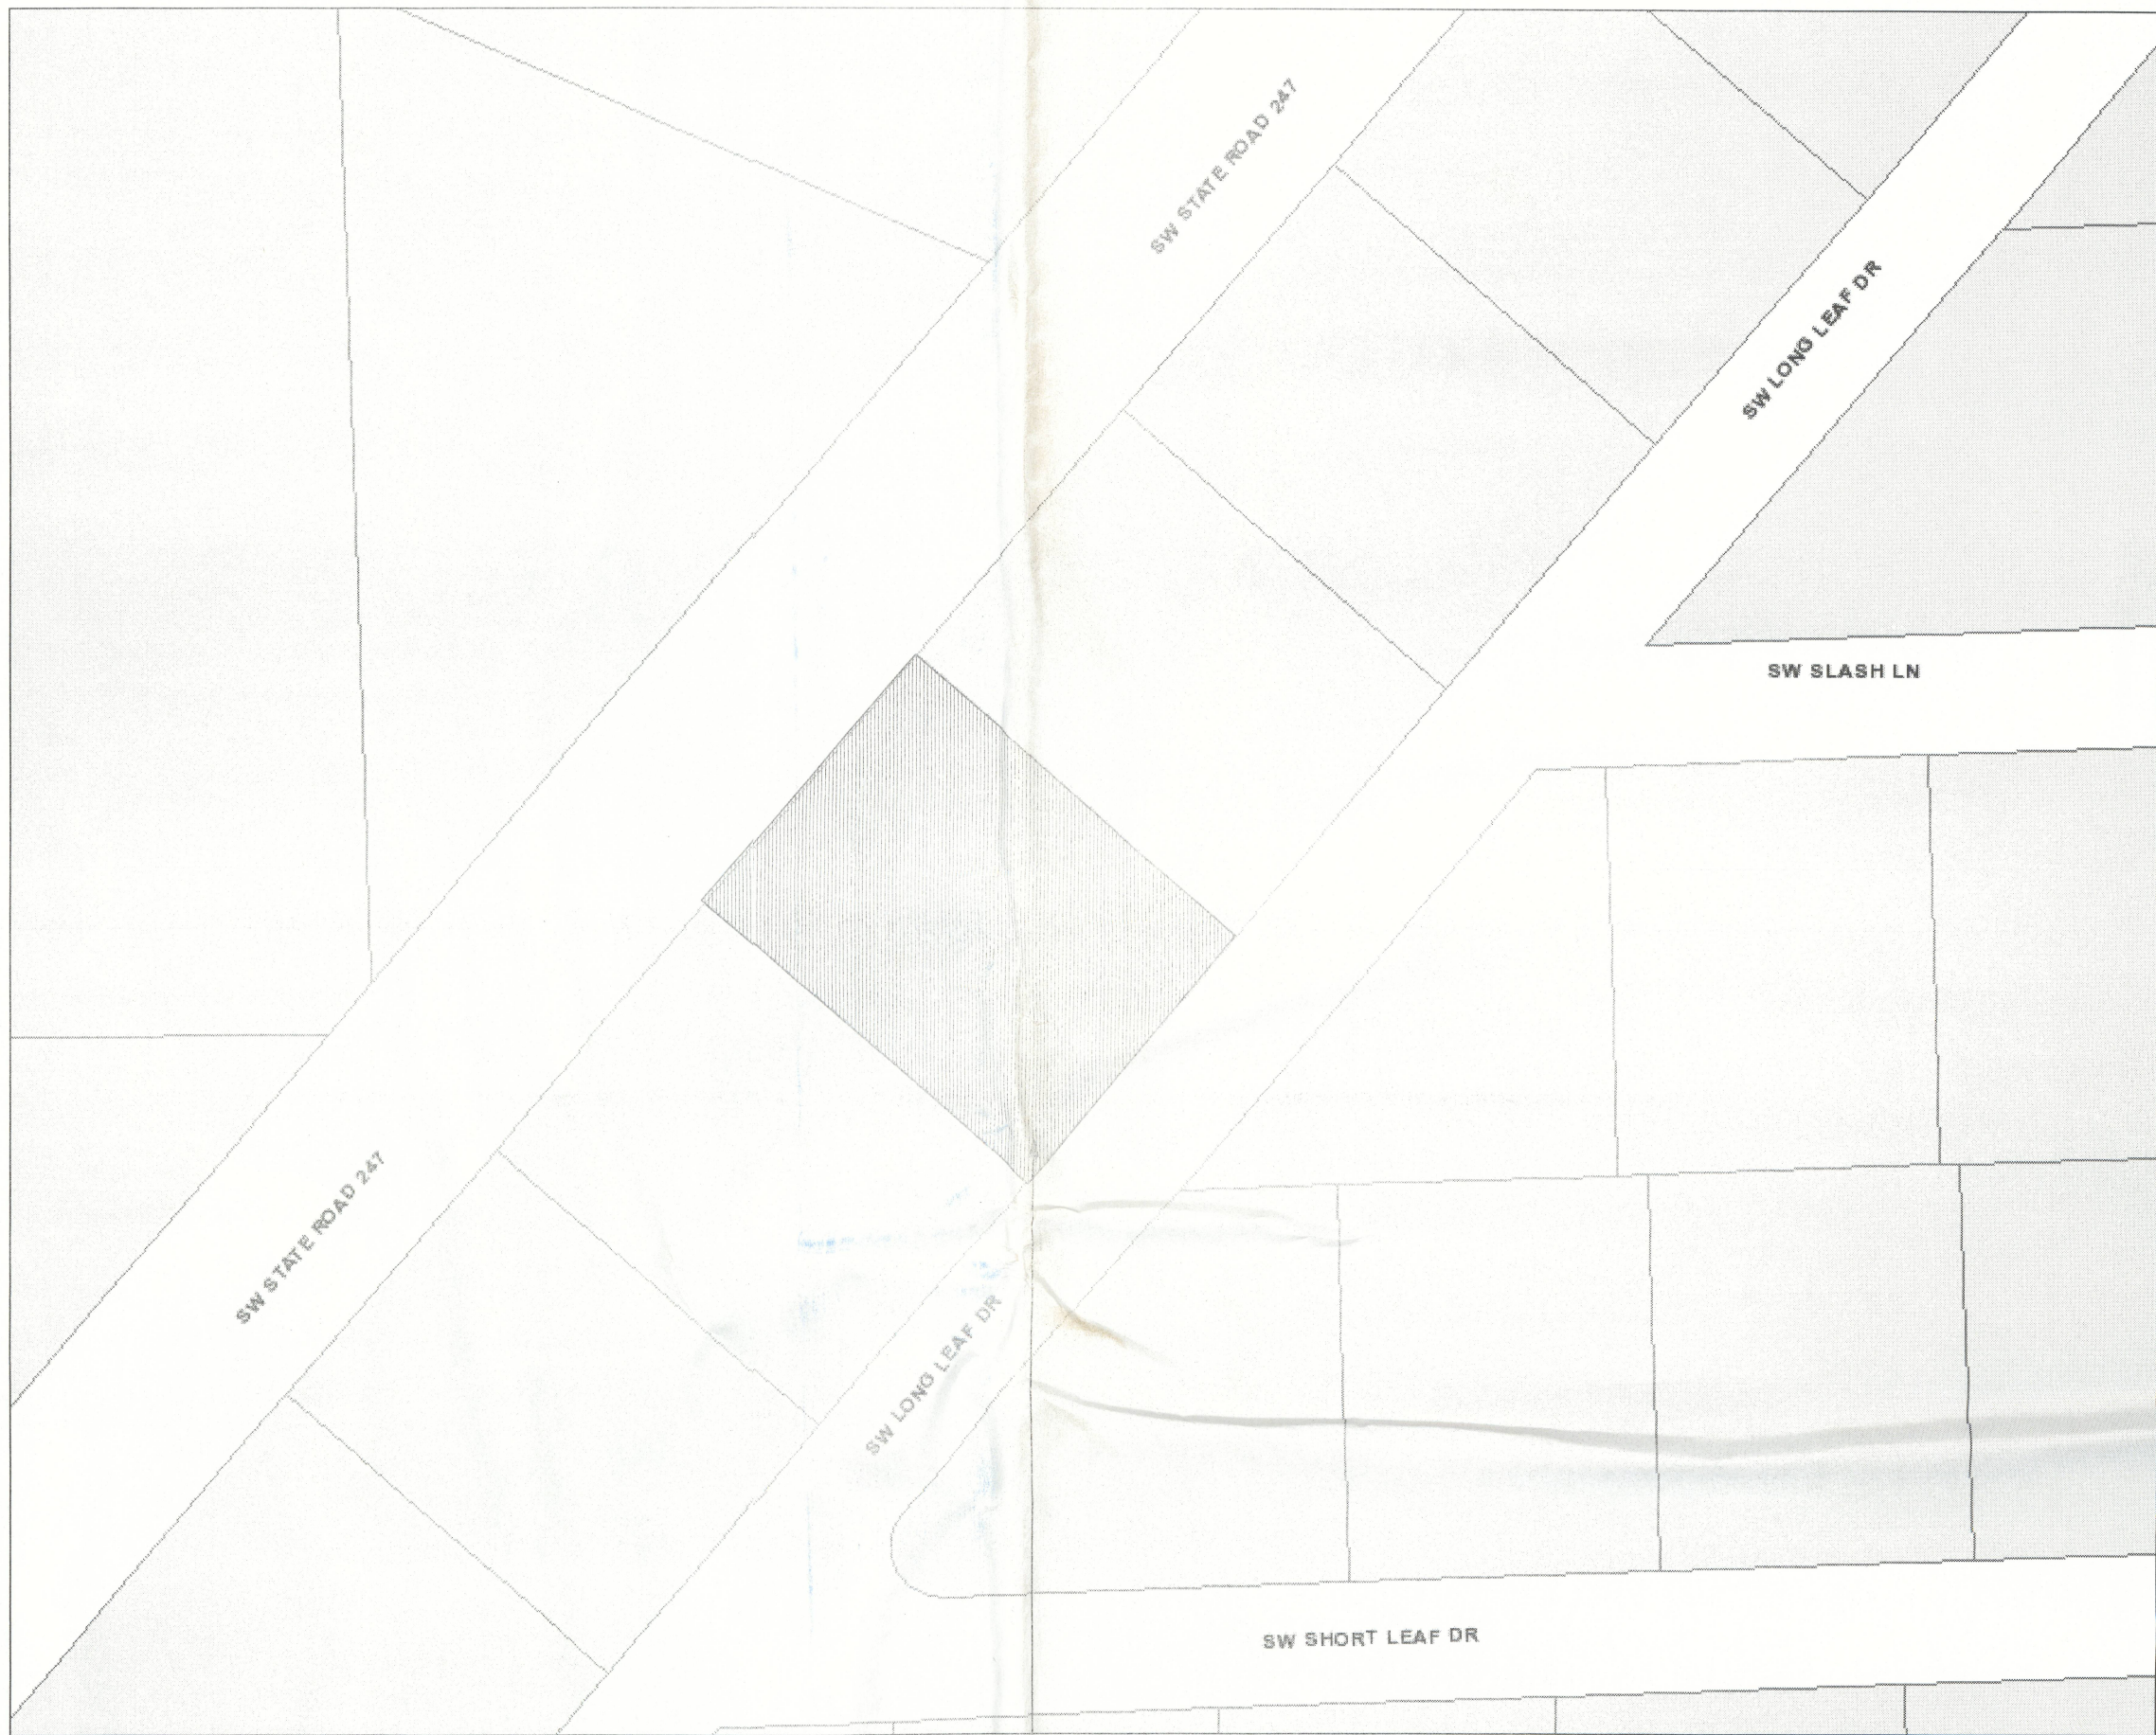 SW STATE ROAD 247
SW LONG LEAF DR
SW SLASH LN
SW STATE ROAD 247
SW LONG LEAF DR
SW SHORT LEAF DR